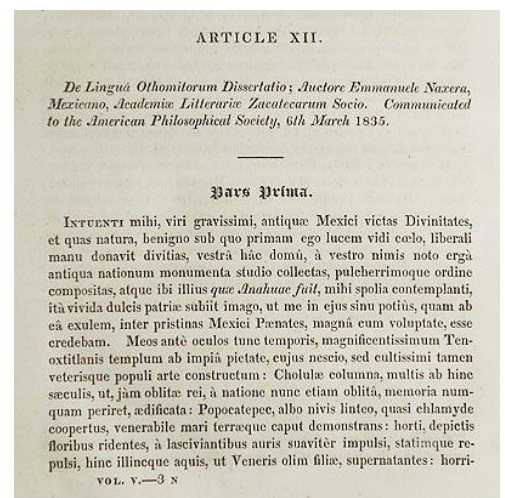 ARTICLE XII.
De Linguâ Othomitorum Dissertatio; Auctore Emmanuele Naxera,
Mexicano, Academiæ Litterariæ Zacatecarum Socio. Communicated
to the American Philosophical Society, 6th March 1835.
Pars Prima.
INTUENTI mihi, viri gravissimi, antiquæ Mexici victas Divinitates,
et quas natura, benigno sub quo primam ego lucem vidi cœlo, liberali
manu donavit divitias, vestrâ hâc domû, à vestro nimis noto ergà
antiqua nationum monumenta studio collectas, pulcherrimoque ordine
compositas, atque ibi illius quæ Anahuac fuit, mihi spolia contemplanti,
ità vivida dulcis patriæ subiit imago, ut me in ejus sinu potiùs, quam ab
eâ exulem, inter pristinas Mexici Pænates, magnâ cum voluptate, esse
credebam. Meos antè oculos tunc temporis, magnificentissimum Ten-
oxtitlanis templum ab impiâ pietate, cujus nescio, sed cultissimi tamen
veterisque populi arte constructum: Cholulæ columna, multis ab hinc
sæculis, ut, jàm oblitæ rei, à natione nunc etiam oblitâ, memoria num-
quam periret, ædificata: Popocatepec, albo nivis linteo, quasi chlamyde
coopertus, venerabile mari terræque caput demonstrans: horti, depictis
floribus ridentes, à lasciviantibus auris suavitèr impulsi, statimque re-
pulsi, hinc illincque aquis, ut Veneris olim filiæ, supernatantes: horri-
VOL. V.—3 N